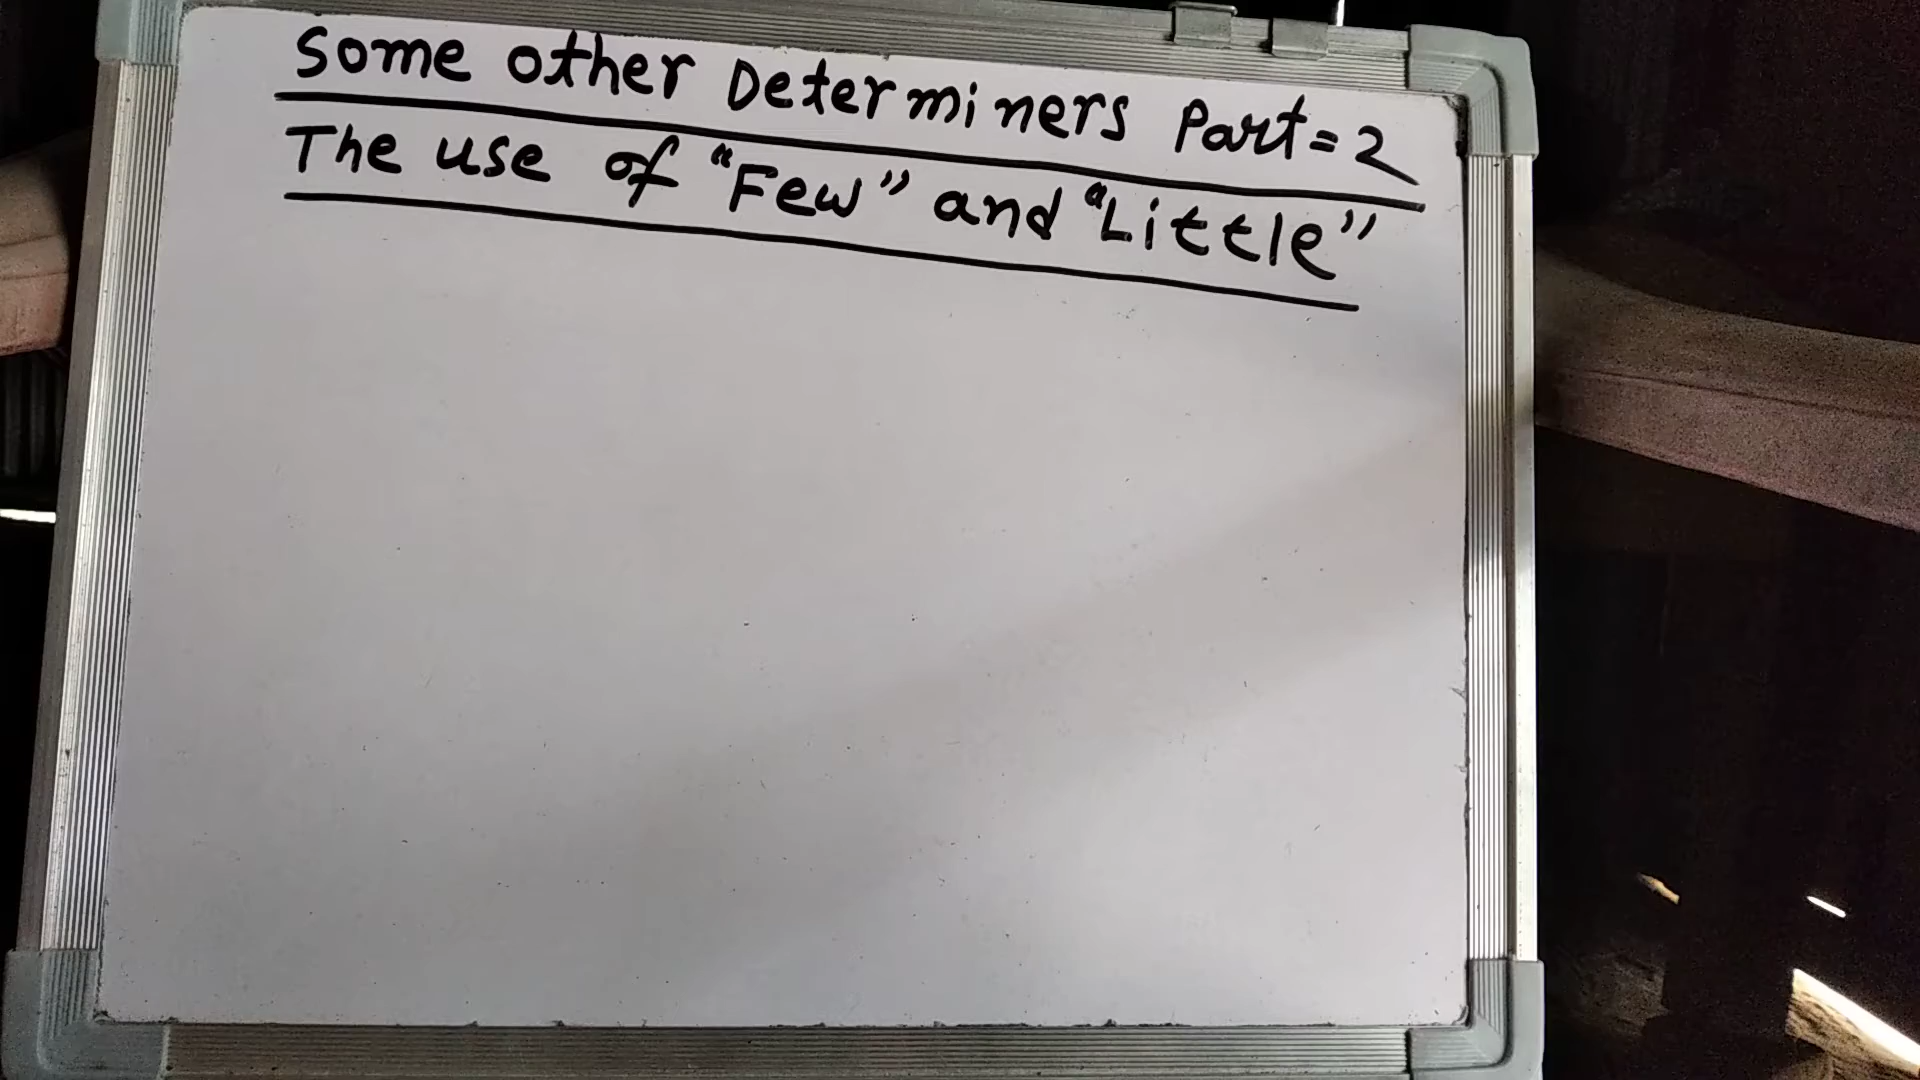 Some other Determiners Part=2
The use of "Few" and "Little"